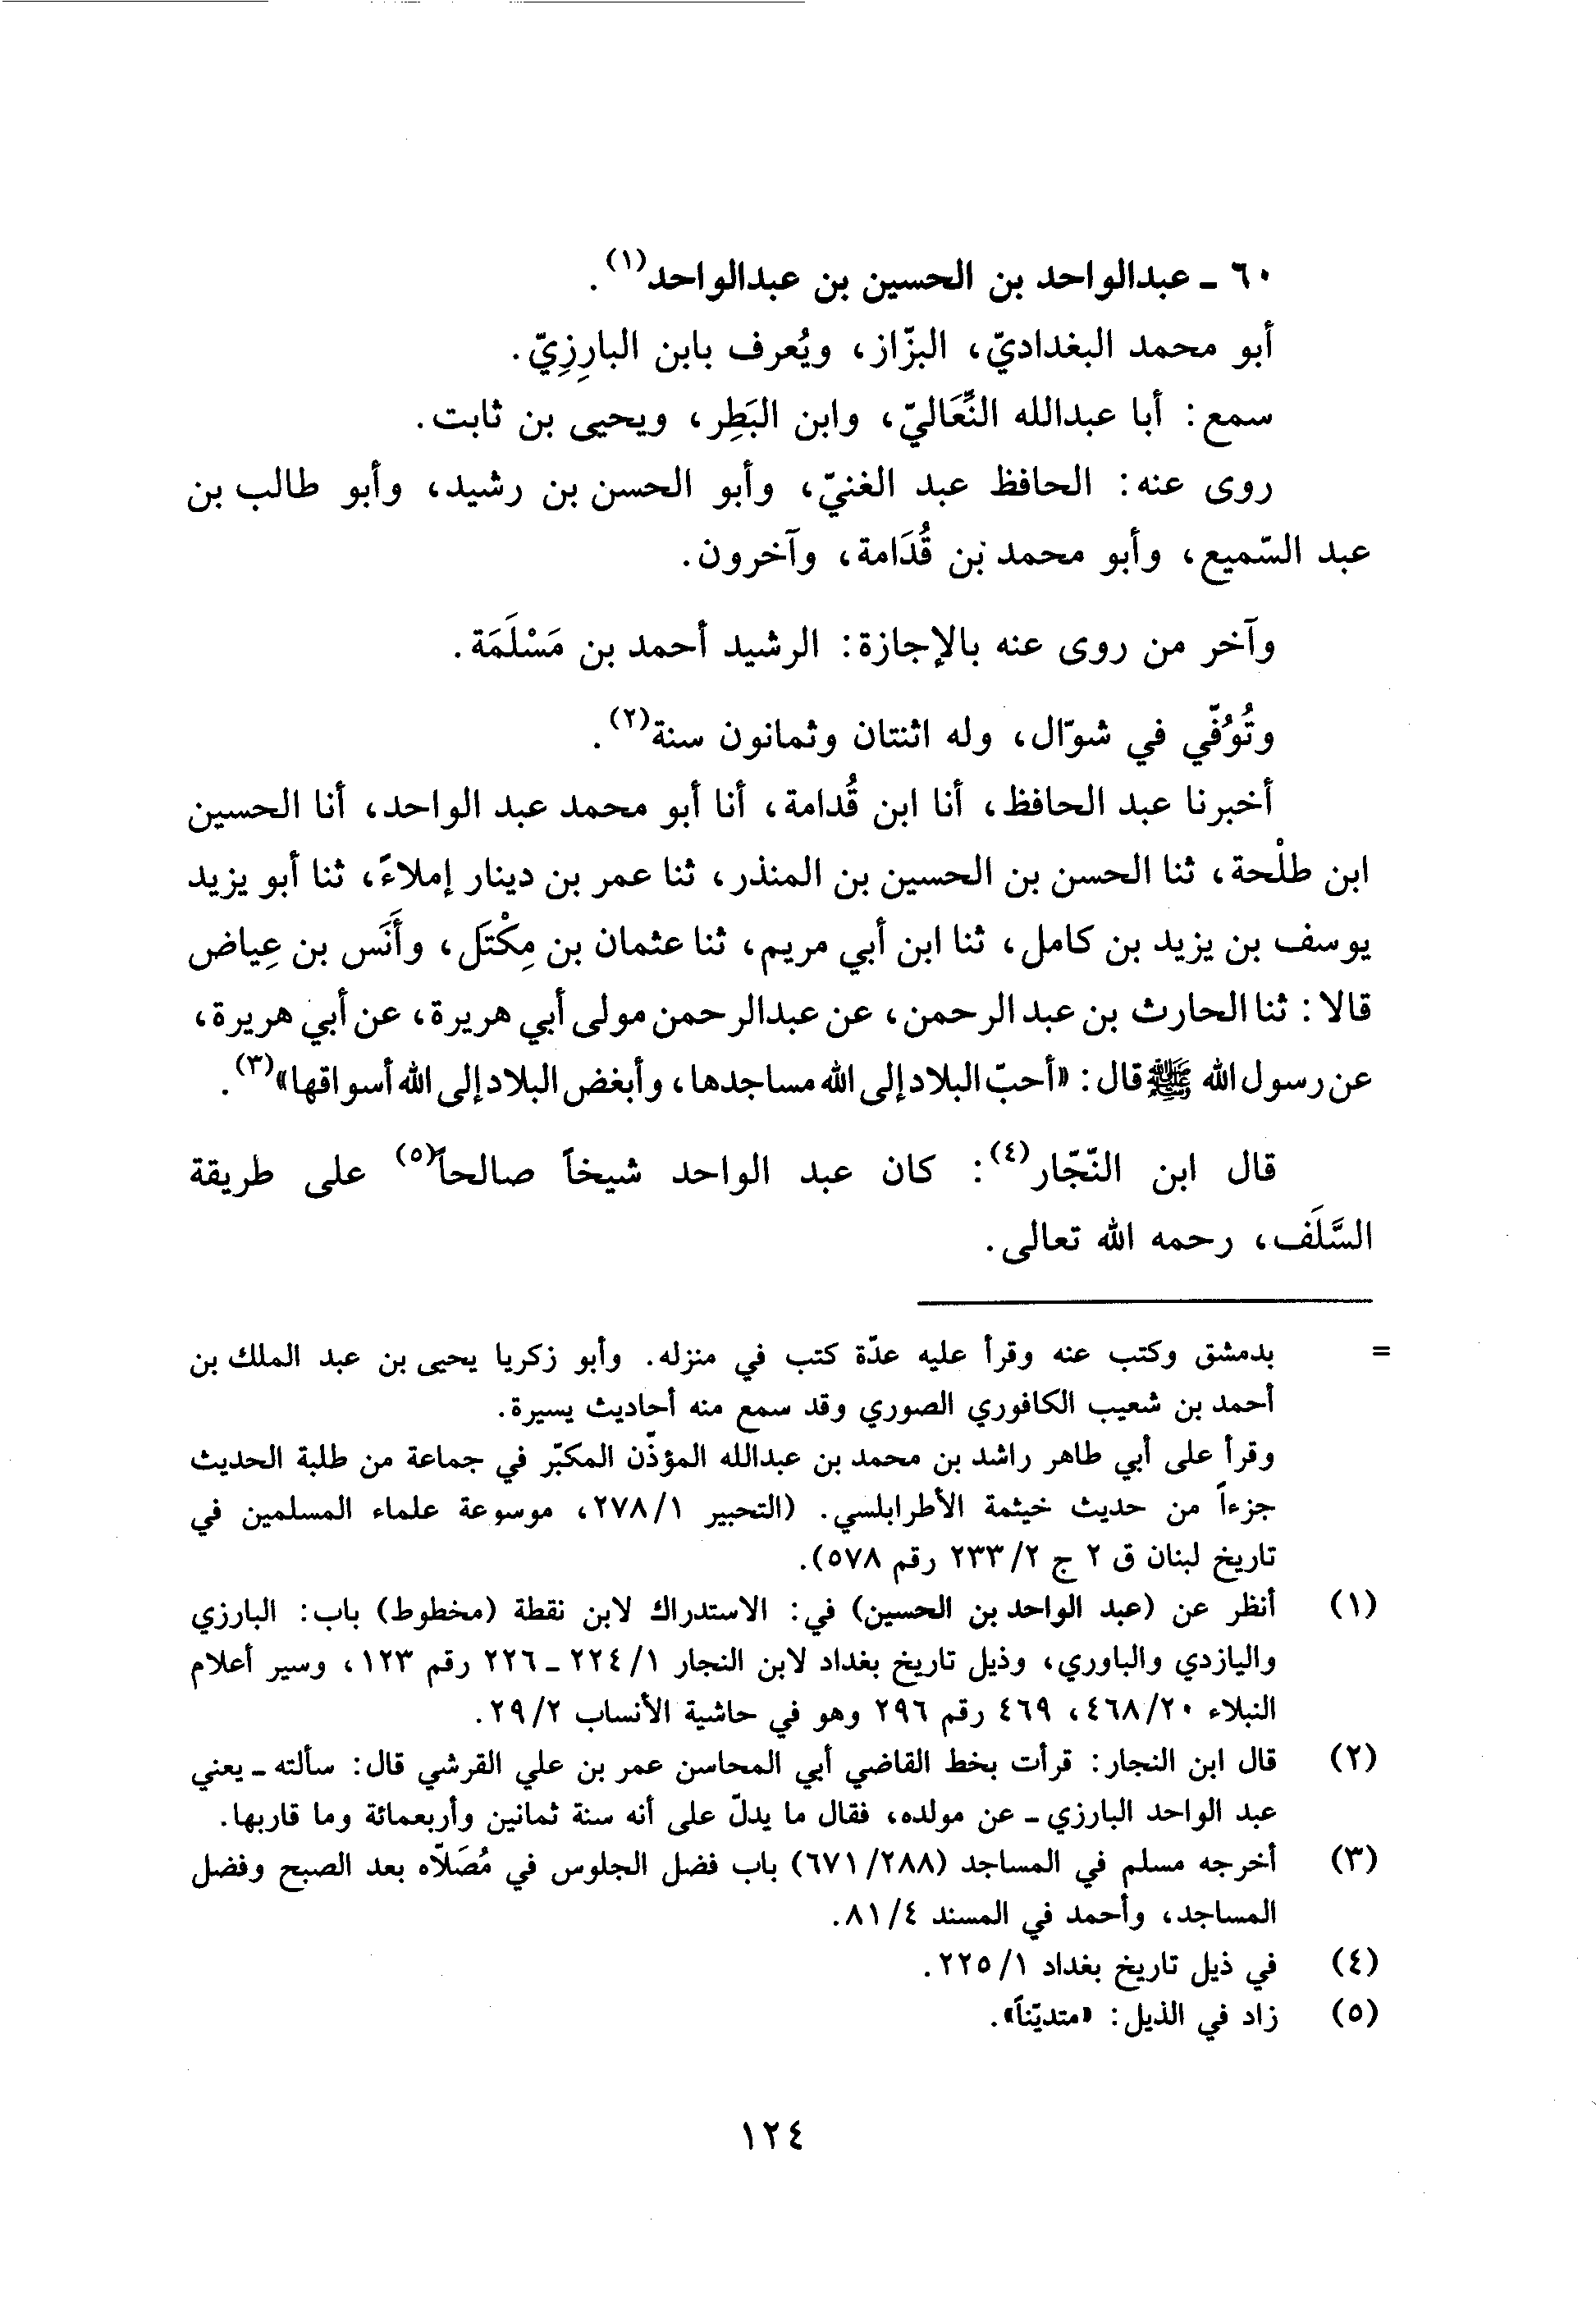 ٦٠ ـ عبدالواحد بن الحسين بن عبدالواحد(١).
أبو محمد البغداديّ، البزّاز، ويُعرف بابن البارِزِيّ.
سمع: أبا عبدالله النِّعَاليّ، وابن البَطِر، ويحيى بن ثابت.
روى عنه: الحافظ عبد الغنيّ، وأبو الحسن بن رشيد، وأبو طالب بن
عبد السّميع، وأبو محمد بن قُدَامة، وآخرون.
وآخر من روى عنه بالإجازة: الرشيد أحمد بن مَسْلَمَة.
وتُوُفّي في شوّال، وله اثنتان وثمانون سنة(٢).
أخبرنا عبد الحافظ، أنا ابن قُدامة، أنا أبو محمد عبد الواحد، أنا الحسين
ابن طلْحة، ثنا الحسن بن الحسين بن المنذر، ثنا عمر بن دينار إملاءً، ثنا أبو يزيد
يوسف بن يزيد بن كامل، ثنا ابن أبي مريم، ثنا عثمان بن مِكْتَل، وأَنَس بن عِياض
قالا: ثنا الحارث بن عبد الرحمن، عن عبدالرحمن مولى أبي هريرة، عن أبي هريرة،
عن رسول الله ﷺ قال: «أحبّ البلاد إلى الله مساجدها، وأبغض البلاد إلى الله أسواقها»(٣).
قال ابن النّجّار(٤): كان عبد الواحد شيخاً صالحاً(٥) على طريقة
السَّلَف، رحمه الله تعالى.
= بدمشق وكتب عنه وقرأ عليه عدّة كتب في منزله. وأبو زكريا يحيى بن عبد الملك بن
أحمد بن شعيب الكافوري الصوري وقد سمع منه أحاديث يسيرة.
وقرأ على أبي طاهر راشد بن محمد بن عبدالله المؤذّن المكبّر في جماعة من طلبة الحديث
جزءاً من حديث خيثمة الأطرابلسي. (التحبير ١/ ٢٧٨، موسوعة علماء المسلمين في
تاريخ لبنان ق ٢ ج ٢/ ٢٣٣ رقم ٥٧٨).
(١) أنظر عن (عبد الواحد بن الحسين) في: الاستدراك لابن نقطة (مخطوط) باب: البارزي
واليازدي والباوري، وذيل تاريخ بغداد لابن النجار ١/ ٢٢٤ ـ ٢٢٦ رقم ١٢٣، وسير أعلام
النبلاء ٢٠/ ٤٦٨، ٤٦٩ رقم ٢٩٦ وهو في حاشية الأنساب ٢/ ٢٩.
(٢) قال ابن النجار: قرأت بخط القاضي أبي المحاسن عمر بن علي القرشي قال: سألته ـ يعني
عبد الواحد البارزي ـ عن مولده، فقال ما يدلّ على أنه سنة ثمانين وأربعمائة وما قاربها.
(٣) أخرجه مسلم في المساجد (٢٨٨/ ٦٧١) باب فضل الجلوس في مُصَلاّه بعد الصبح وفضل
المساجد، وأحمد في المسند ٤/ ٨١.
(٤) في ذيل تاريخ بغداد ١/ ٢٢٥.
(٥) زاد في الذيل: «متديّناً».
١٢٤